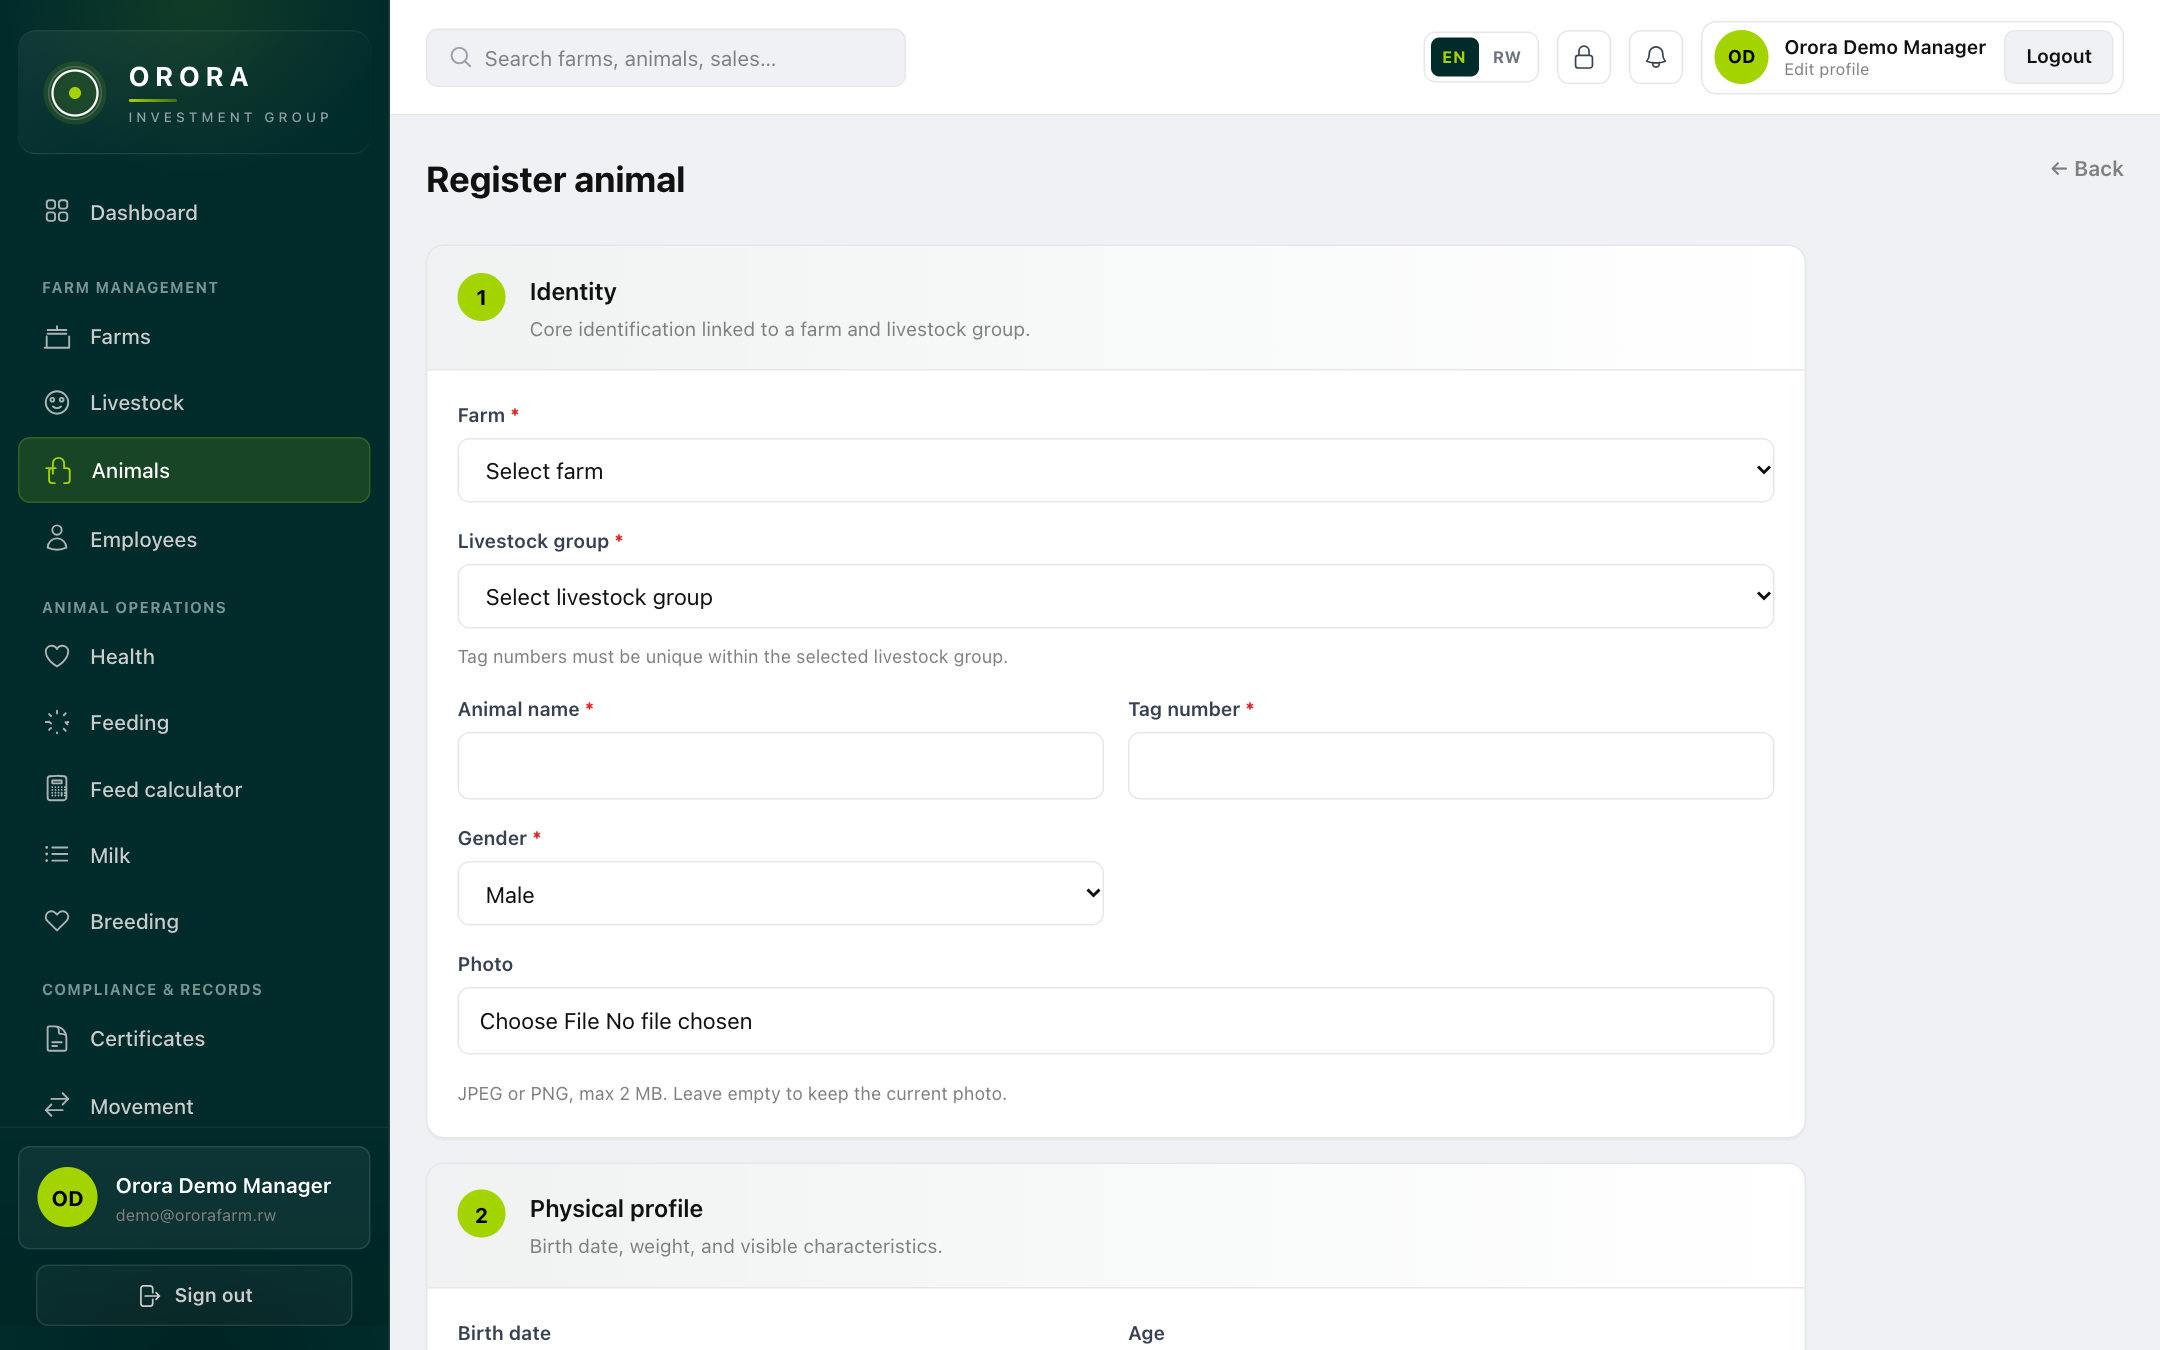 ORORA
INVESTMENT GROUP
Dashboard
FARM MANAGEMENT
Farms
Livestock
Animals
Employees
ANIMAL OPERATIONS
Health
Feeding
Feed calculator
Milk
Breeding
COMPLIANCE & RECORDS
Certificates
Movement
OD
Orora Demo Manager
demo@ororafarm.rw
Sign out
Search farms, animals, sales...
EN RW
OD
Orora Demo Manager
Edit profile
Logout
Register animal
← Back
1
Identity
Core identification linked to a farm and livestock group.
Farm *
Select farm
Livestock group *
Select livestock group
Tag numbers must be unique within the selected livestock group.
Animal name *
Tag number *
Gender *
Male
Photo
Choose File No file chosen
JPEG or PNG, max 2 MB. Leave empty to keep the current photo.
2
Physical profile
Birth date, weight, and visible characteristics.
Birth date
Age